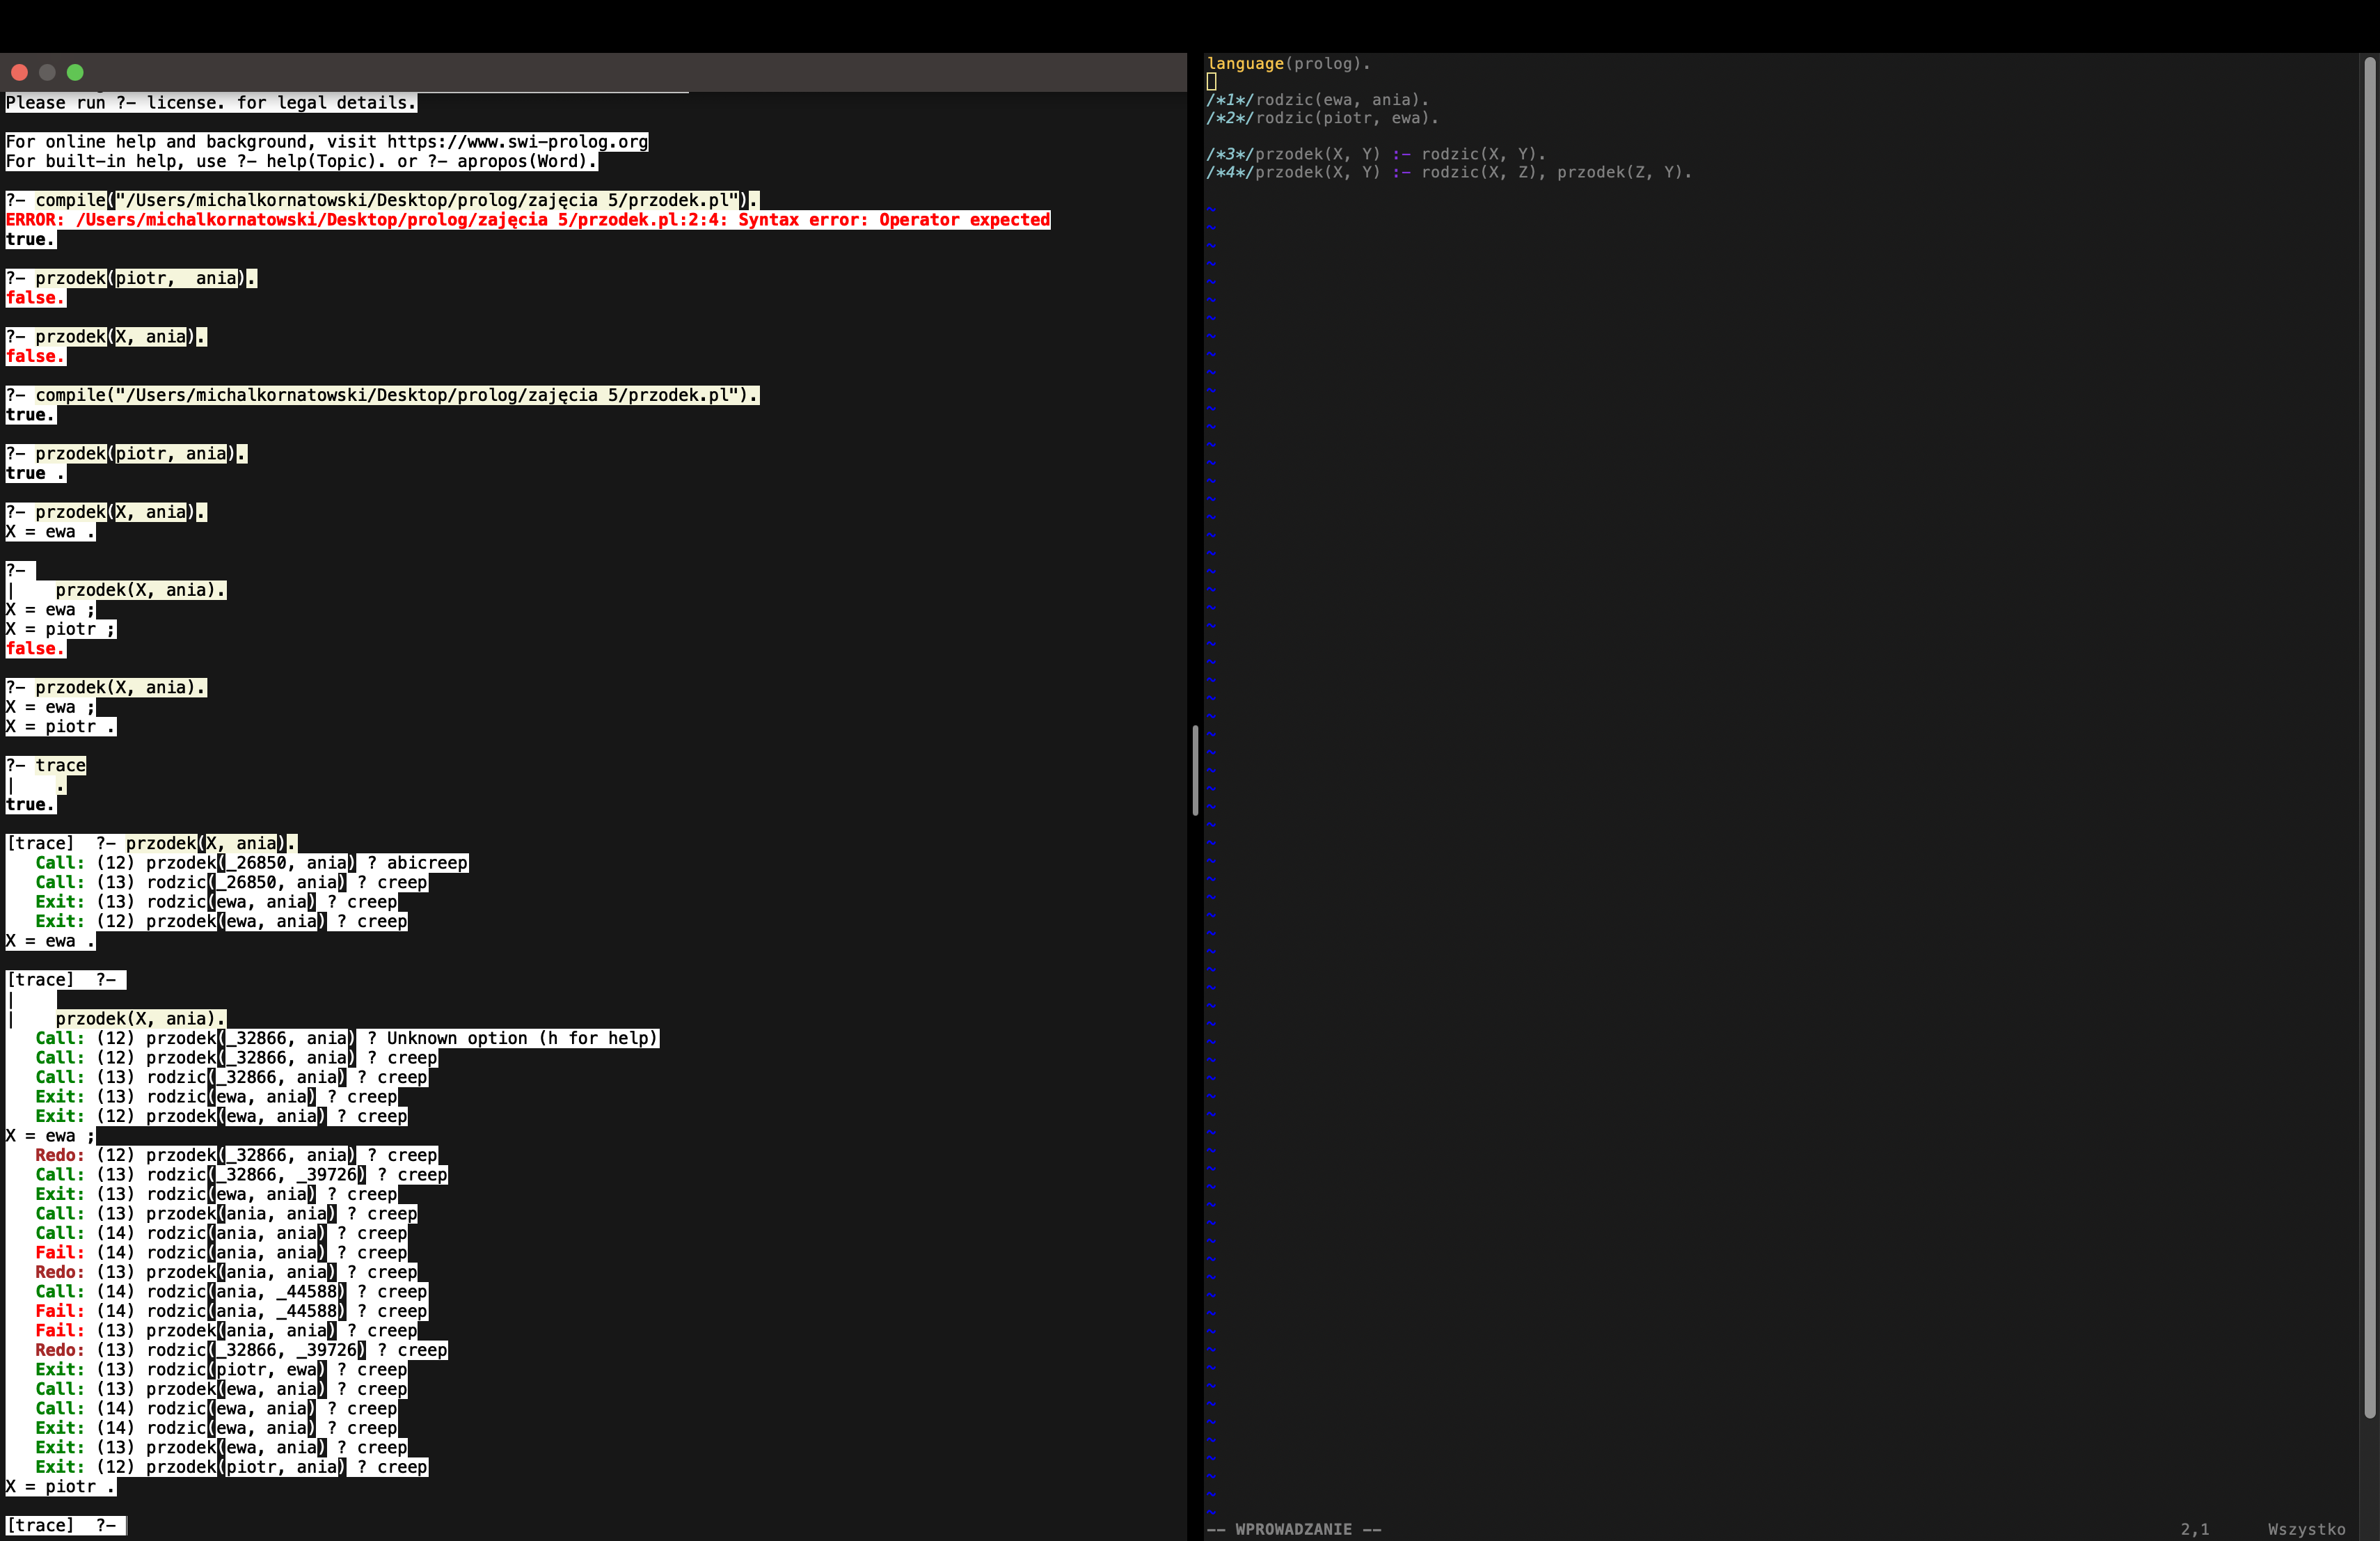 Please run ?- license. for legal details.
For online help and background, visit https://www.swi-prolog.org
For built-in help, use ?- help(Topic). or ?- apropos(Word).
?- compile("/Users/michalkornatowski/Desktop/prolog/zajęcia 5/przodek.pl").
ERROR: /Users/michalkornatowski/Desktop/prolog/zajęcia 5/przodek.pl:2:4: Syntax error: Operator expected
true.
?- przodek(piotr,  ania).
false.
?- przodek(X, ania).
false.
?- compile("/Users/michalkornatowski/Desktop/prolog/zajęcia 5/przodek.pl").
true.
?- przodek(piotr, ania).
true .
?- przodek(X, ania).
X = ewa .
?-
|    przodek(X, ania).
X = ewa ;
X = piotr ;
false.
?- przodek(X, ania).
X = ewa ;
X = piotr .
?- trace
|    .
true.
[trace]  ?- przodek(X, ania).
Call: (12) przodek(_26850, ania) ? abicreep
Call: (13) rodzic(_26850, ania) ? creep
Exit: (13) rodzic(ewa, ania) ? creep
Exit: (12) przodek(ewa, ania) ? creep
X = ewa .
[trace]  ?-
|
|    przodek(X, ania).
Call: (12) przodek(_32866, ania) ? Unknown option (h for help)
Call: (12) przodek(_32866, ania) ? creep
Call: (13) rodzic(_32866, ania) ? creep
Exit: (13) rodzic(ewa, ania) ? creep
Exit: (12) przodek(ewa, ania) ? creep
X = ewa ;
Redo: (12) przodek(_32866, ania) ? creep
Call: (13) rodzic(_32866, _39726) ? creep
Exit: (13) rodzic(ewa, ania) ? creep
Call: (13) przodek(ania, ania) ? creep
Call: (14) rodzic(ania, ania) ? creep
Fail: (14) rodzic(ania, ania) ? creep
Redo: (13) przodek(ania, ania) ? creep
Call: (14) rodzic(ania, _44588) ? creep
Fail: (14) rodzic(ania, _44588) ? creep
Fail: (13) przodek(ania, ania) ? creep
Redo: (13) rodzic(_32866, _39726) ? creep
Exit: (13) rodzic(piotr, ewa) ? creep
Call: (13) przodek(ewa, ania) ? creep
Call: (14) rodzic(ewa, ania) ? creep
Exit: (14) rodzic(ewa, ania) ? creep
Exit: (13) przodek(ewa, ania) ? creep
Exit: (12) przodek(piotr, ania) ? creep
X = piotr .
[trace]  ?-
language(prolog).
/*1*/rodzic(ewa, ania).
/*2*/rodzic(piotr, ewa).
/*3*/przodek(X, Y) :- rodzic(X, Y).
/*4*/przodek(X, Y) :- rodzic(X, Z), przodek(Z, Y).
-- WPROWADZANIE --
2,1
Wszystko